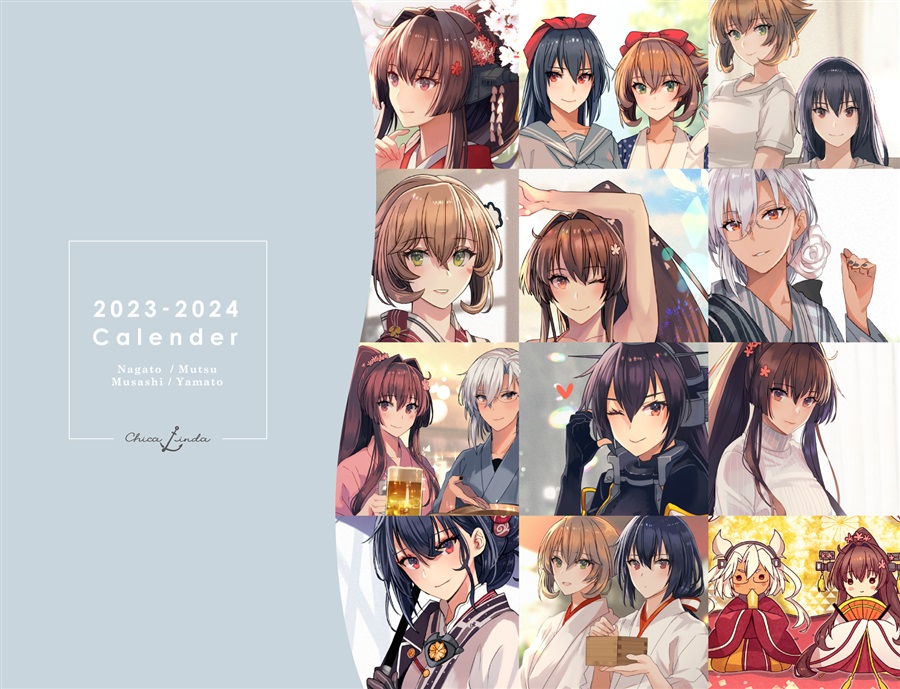 2023-2024
Calender
Nagato / Mutsu
Musashi / Yamato
Chica Linda